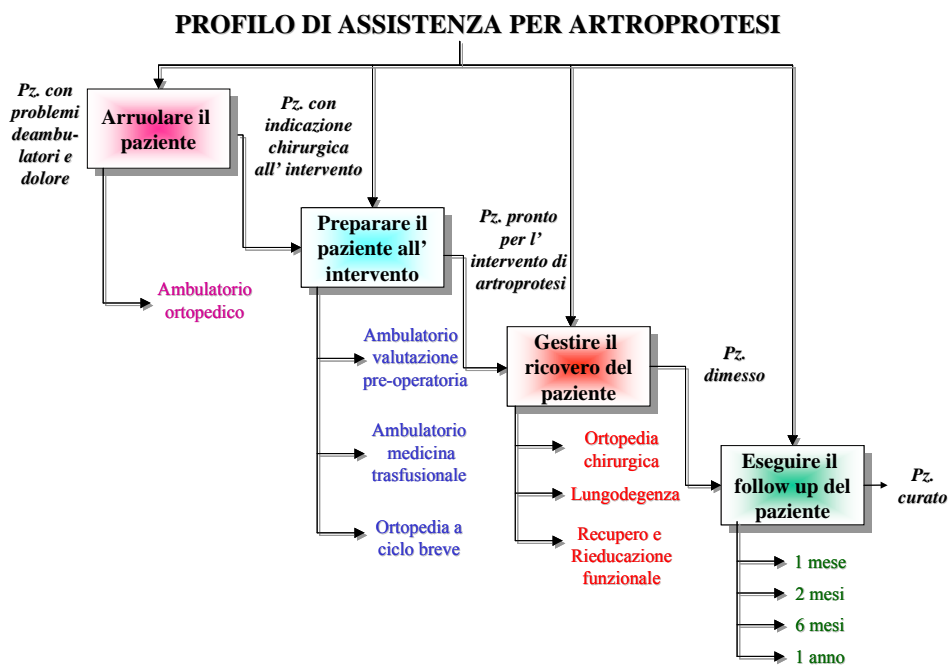 PROFILO DI ASSISTENZA PER ARTROPROTESI
Pz. con
problemi
deambu-
latori e
dolore
Arruolare il
paziente
Pz. con
indicazione
chirurgica
all' intervento
Ambulatorio
ortopedico
Preparare il
paziente all'
intervento
Pz. pronto
per l'
intervento di
artroprotesi
Ambulatorio
valutazione
pre-operatoria
Ambulatorio
medicina
trasfusionale
Ortopedia a
ciclo breve
Gestire il
ricovero del
paziente
Pz.
dimesso
Ortopedia
chirurgica
Lungodegenza
Recupero e
Rieducazione
funzionale
Eseguire il
follow up del
paziente
Pz.
curato
1 mese
2 mesi
6 mesi
1 anno